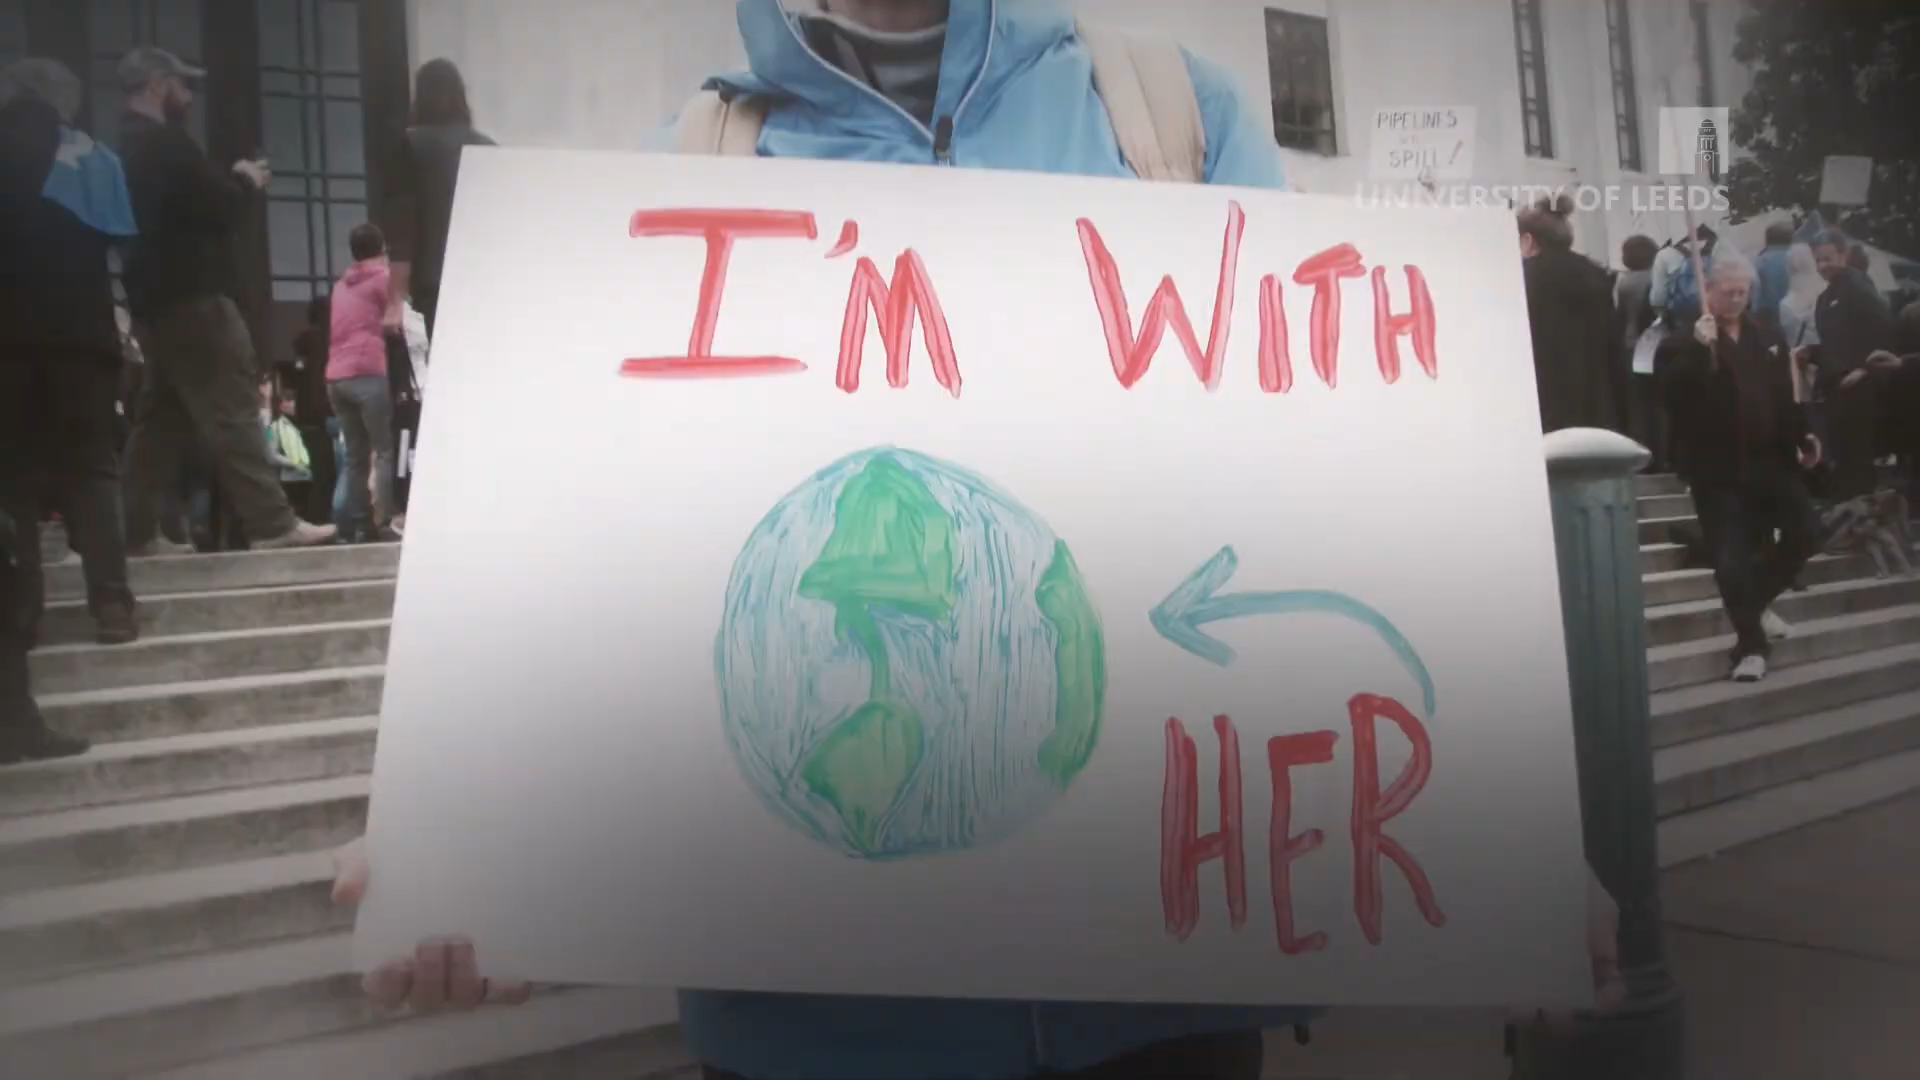 I'M WITH
HER
PIPELINES
SPILL!
UNIVERSITY OF LEEDS